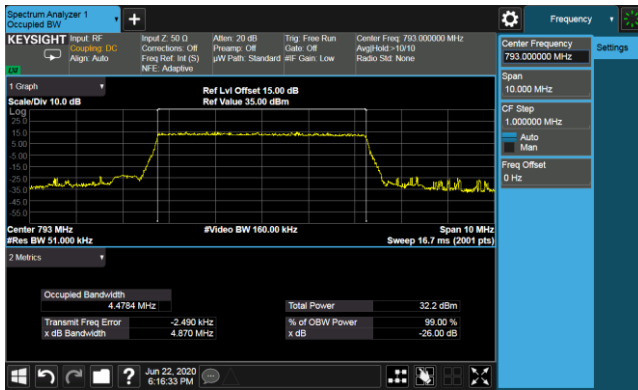 Spectrum Analyzer 1
Occupied BW
Frequency
KEYSIGHT
Input: RF
Coupling: DC
Align: Auto
Input Z: 50 Ω
Corrections: Off
Freq Ref: Int (S)
NFE: Adaptive
Atten: 20 dB
Preamp: Off
µW Path: Standard
Trig: Free Run
Gate: Off
#IF Gain: Low
Center Freq: 793.000000 MHz
Avg|Hold:>10/10
Radio Std: None
Center Frequency
793.000000 MHz
Settings
Span
10.000 MHz
CF Step
1.000000 MHz
Auto
Man
Freq Offset
0 Hz
1 Graph
Scale/Div 10.0 dB
Ref Lvl Offset 15.00 dB
Ref Value 35.00 dBm
Log
25.0
15.0
5.00
-5.00
-15.0
-25.0
-35.0
-45.0
-55.0
Center 793 MHz
#Video BW 160.00 kHz
Span 10 MHz
#Res BW 51.000 kHz
Sweep 16.7 ms (2001 pts)
2 Metrics
Occupied Bandwidth
4.4784 MHz
Total Power
32.2 dBm
Transmit Freq Error
-2.490 kHz
% of OBW Power
99.00 %
x dB Bandwidth
4.870 MHz
x dB
-26.00 dB
?
Jun 22, 2020
6:16:33 PM